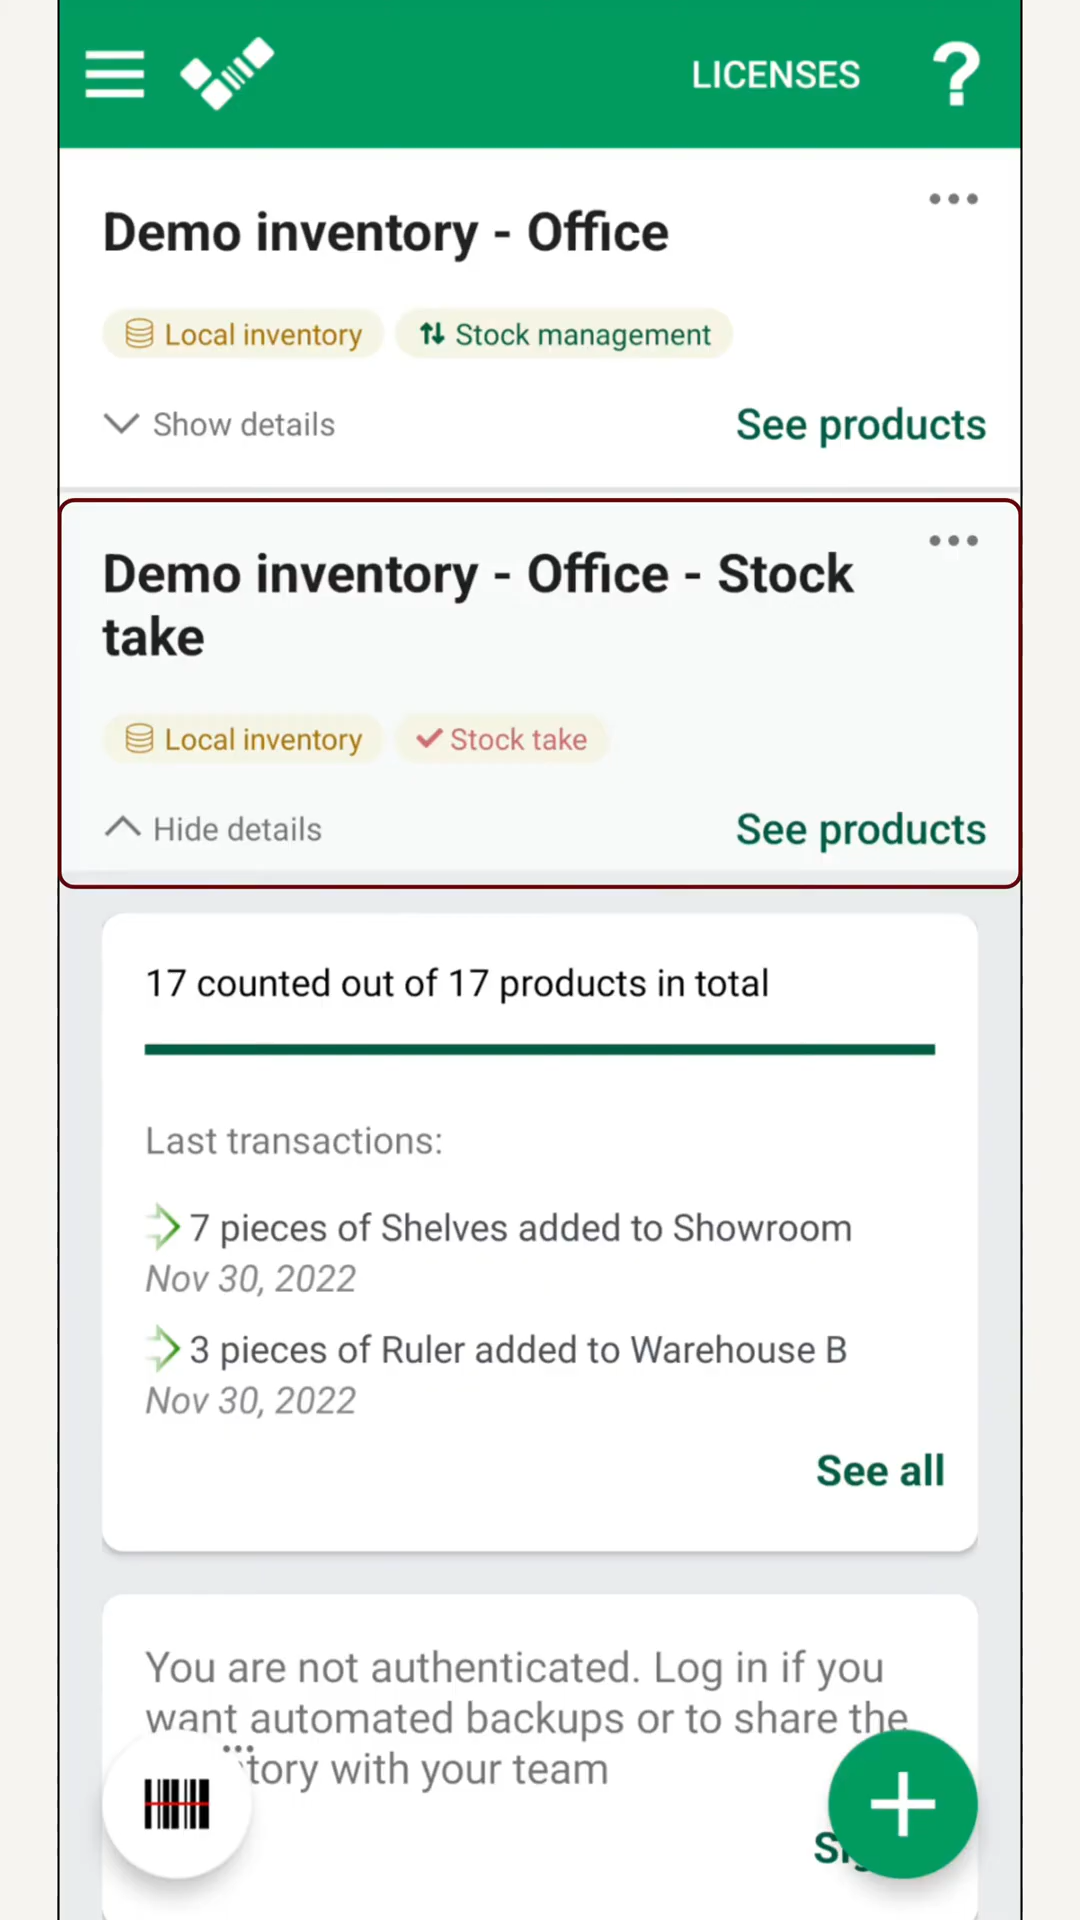 LICENSES ?
Demo inventory - Office
Local inventory Stock management
Show details See products
Demo inventory - Office - Stock
take
Local inventory Stock take
Hide details See products
17 counted out of 17 products in total
Last transactions:
7 pieces of Shelves added to Showroom
Nov 30, 2022
3 pieces of Ruler added to Warehouse B
Nov 30, 2022
See all
You are not authenticated. Log in if you
want automated backups or to share the
tory with your team